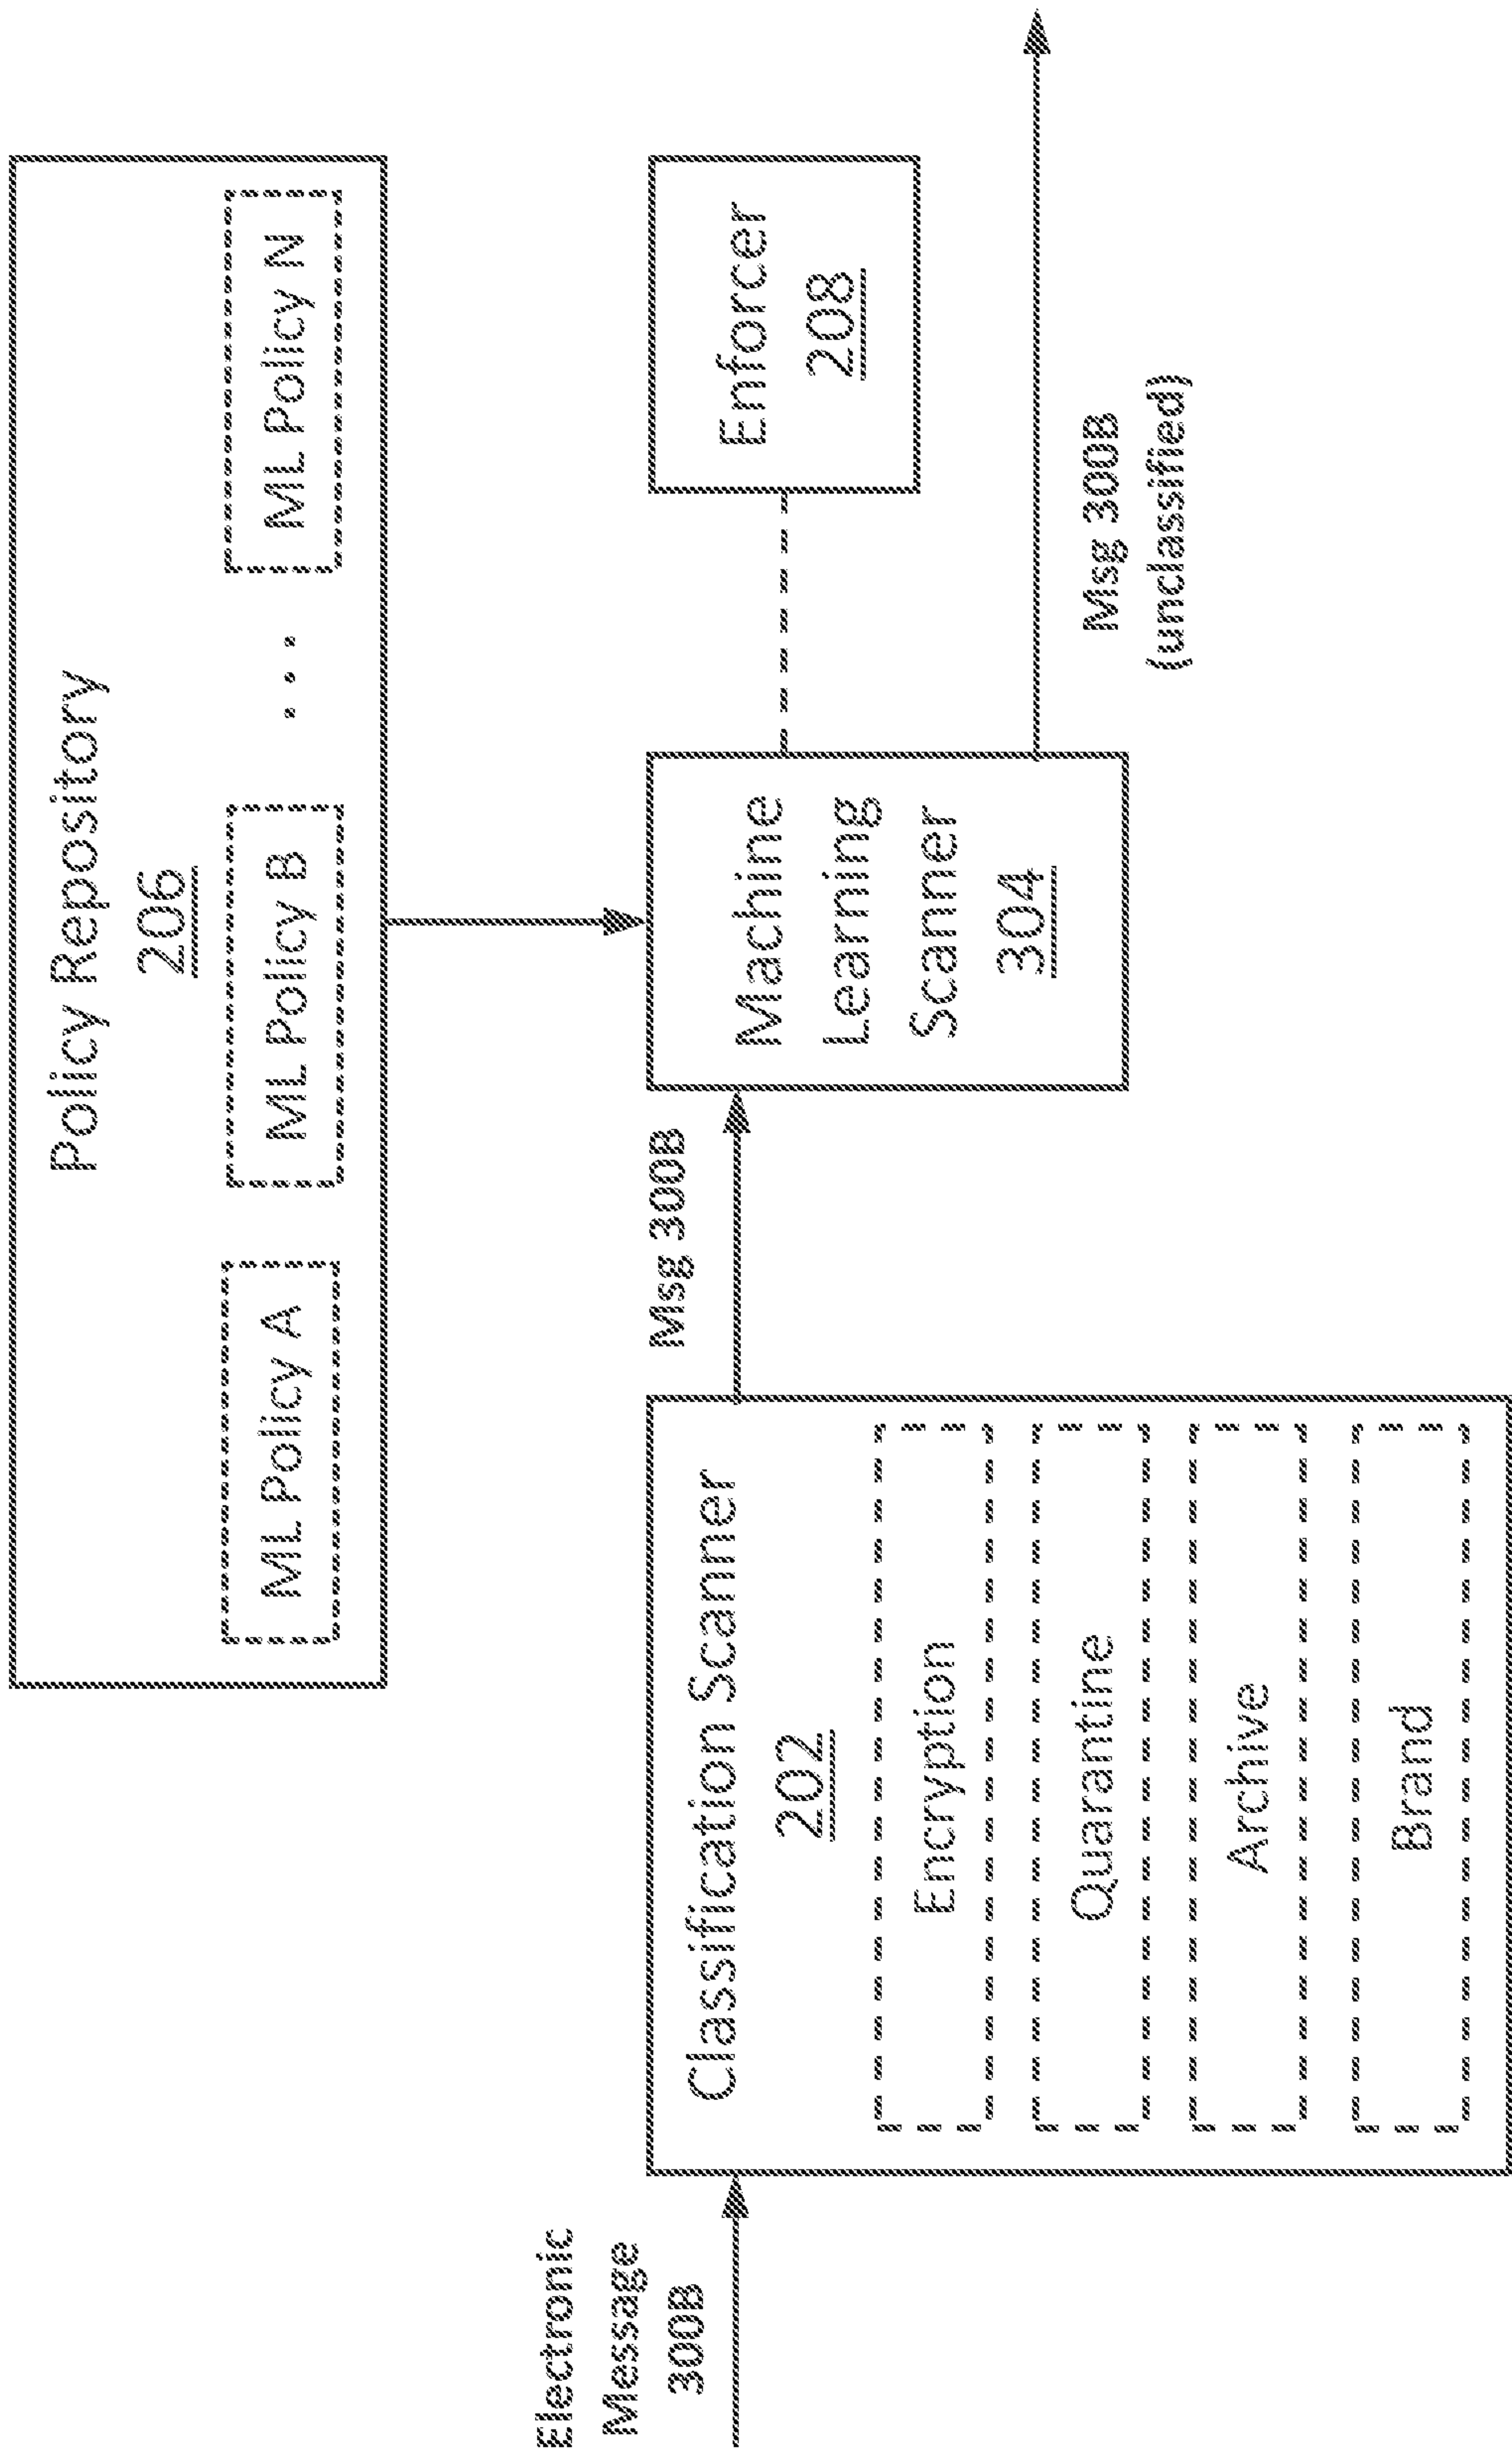 Policy Repository
206
ML Policy A
ML Policy B
...
ML Policy N
Electronic
Message
300B
Classification Scanner
202
Encryption
Quarantine
Archive
Brand
Msg 300B
Machine
Learning
Scanner
304
Enforcer
208
Msg 300B
(unclassified)